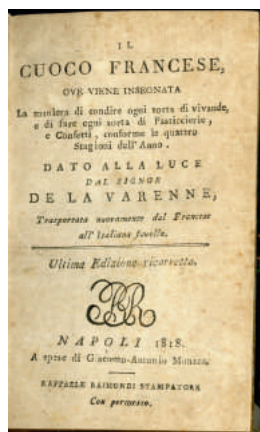 IL
CUOCO FRANCESE,
OVE VIENE INSEGNATA
La maniera di condire ogni sorta di vivande,
e di fare ogni sorta di Pasticcierie,
e Confetti, conforme le quattro
Stagioni dell'Anno.
DATO ALLA LUCE
DAL SIGNOR
DE LA VARENNE,
Trasportato nuovamente dal Francese
all'Italiana favella.
Ultima Edizione ricorretta.
NAPOLI 1818.
A spese di Giacomo-Antonio
RAFFAELE RAIMONDI STAMPATORE
Con permesso.